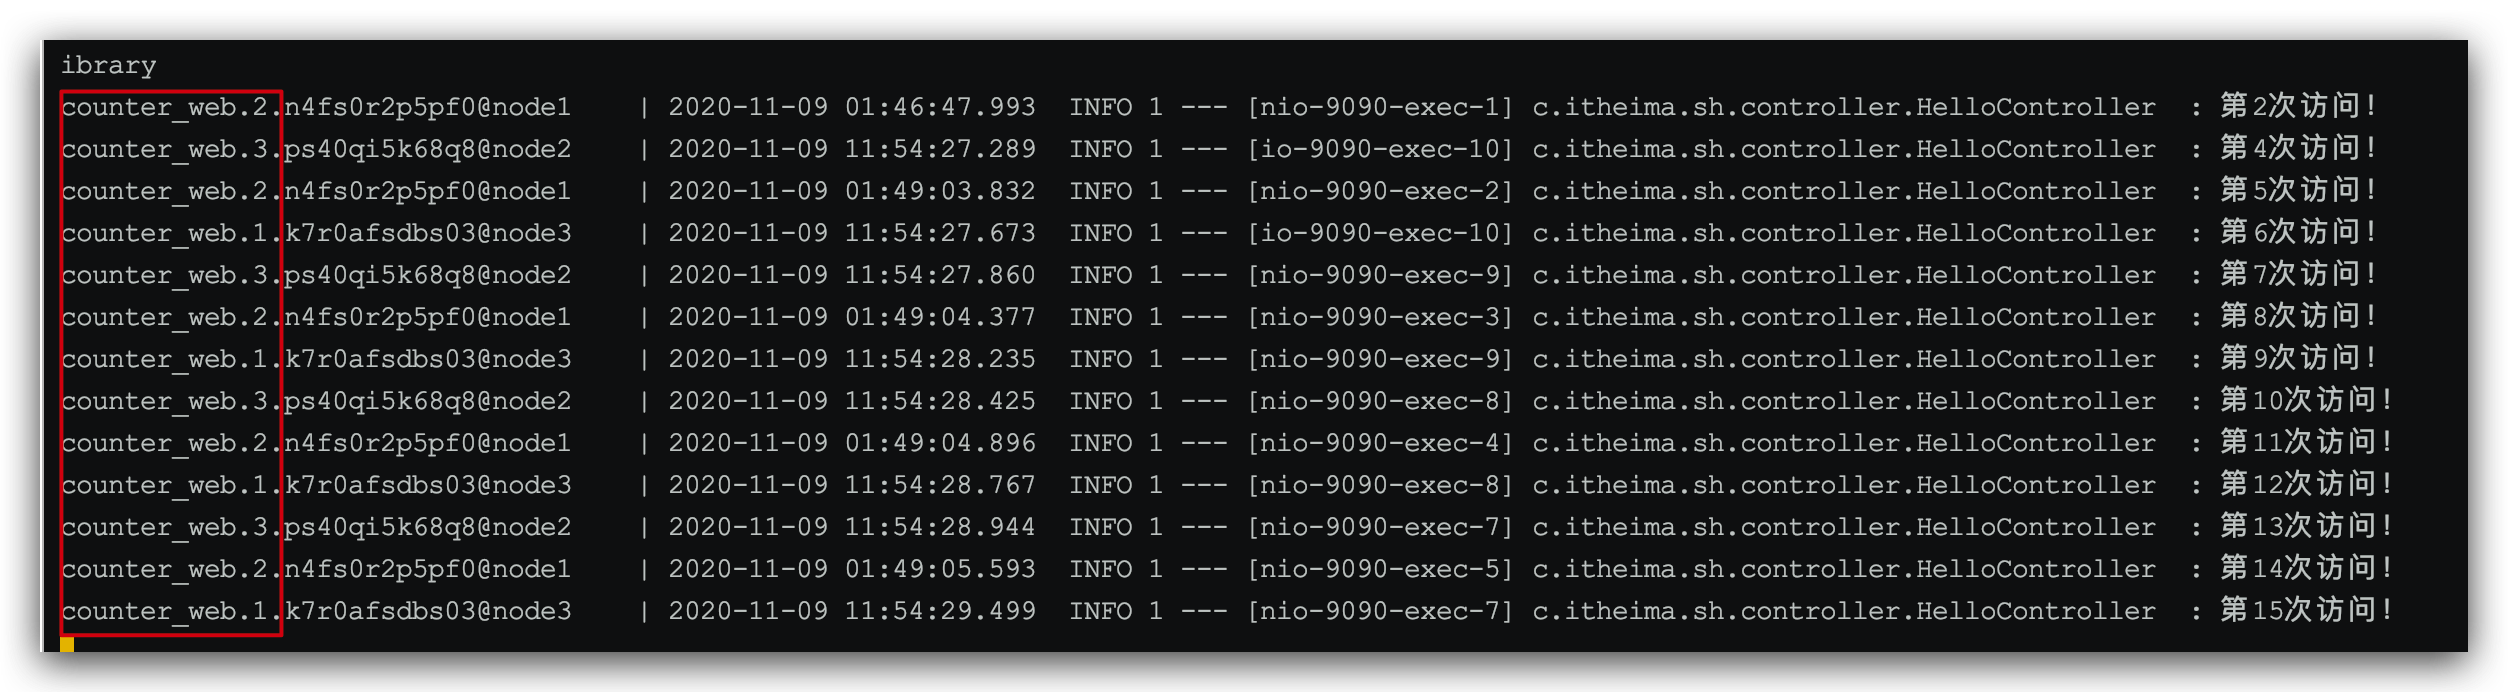 ibrary
counter_web.2.n4fs0r2p5pf0@node1    | 2020-11-09 01:46:47.993  INFO 1 --- [nio-9090-exec-1] c.itheima.sh.controller.HelloController  : 第2次访问！
counter_web.3.ps40qi5k68q8@node2    | 2020-11-09 11:54:27.289  INFO 1 --- [io-9090-exec-10] c.itheima.sh.controller.HelloController  : 第4次访问！
counter_web.2.n4fs0r2p5pf0@node1    | 2020-11-09 01:49:03.832  INFO 1 --- [nio-9090-exec-2] c.itheima.sh.controller.HelloController  : 第5次访问！
counter_web.1.k7r0afsdbs03@node3    | 2020-11-09 11:54:27.673  INFO 1 --- [io-9090-exec-10] c.itheima.sh.controller.HelloController  : 第6次访问！
counter_web.3.ps40qi5k68q8@node2    | 2020-11-09 11:54:27.860  INFO 1 --- [nio-9090-exec-9] c.itheima.sh.controller.HelloController  : 第7次访问！
counter_web.2.n4fs0r2p5pf0@node1    | 2020-11-09 01:49:04.377  INFO 1 --- [nio-9090-exec-3] c.itheima.sh.controller.HelloController  : 第8次访问！
counter_web.1.k7r0afsdbs03@node3    | 2020-11-09 11:54:28.235  INFO 1 --- [nio-9090-exec-9] c.itheima.sh.controller.HelloController  : 第9次访问！
counter_web.3.ps40qi5k68q8@node2    | 2020-11-09 11:54:28.425  INFO 1 --- [nio-9090-exec-8] c.itheima.sh.controller.HelloController  : 第10次访问！
counter_web.2.n4fs0r2p5pf0@node1    | 2020-11-09 01:49:04.896  INFO 1 --- [nio-9090-exec-4] c.itheima.sh.controller.HelloController  : 第11次访问！
counter_web.1.k7r0afsdbs03@node3    | 2020-11-09 11:54:28.767  INFO 1 --- [nio-9090-exec-8] c.itheima.sh.controller.HelloController  : 第12次访问！
counter_web.3.ps40qi5k68q8@node2    | 2020-11-09 11:54:28.944  INFO 1 --- [nio-9090-exec-7] c.itheima.sh.controller.HelloController  : 第13次访问！
counter_web.2.n4fs0r2p5pf0@node1    | 2020-11-09 01:49:05.593  INFO 1 --- [nio-9090-exec-5] c.itheima.sh.controller.HelloController  : 第14次访问！
counter_web.1.k7r0afsdbs03@node3    | 2020-11-09 11:54:29.499  INFO 1 --- [nio-9090-exec-7] c.itheima.sh.controller.HelloController  : 第15次访问！